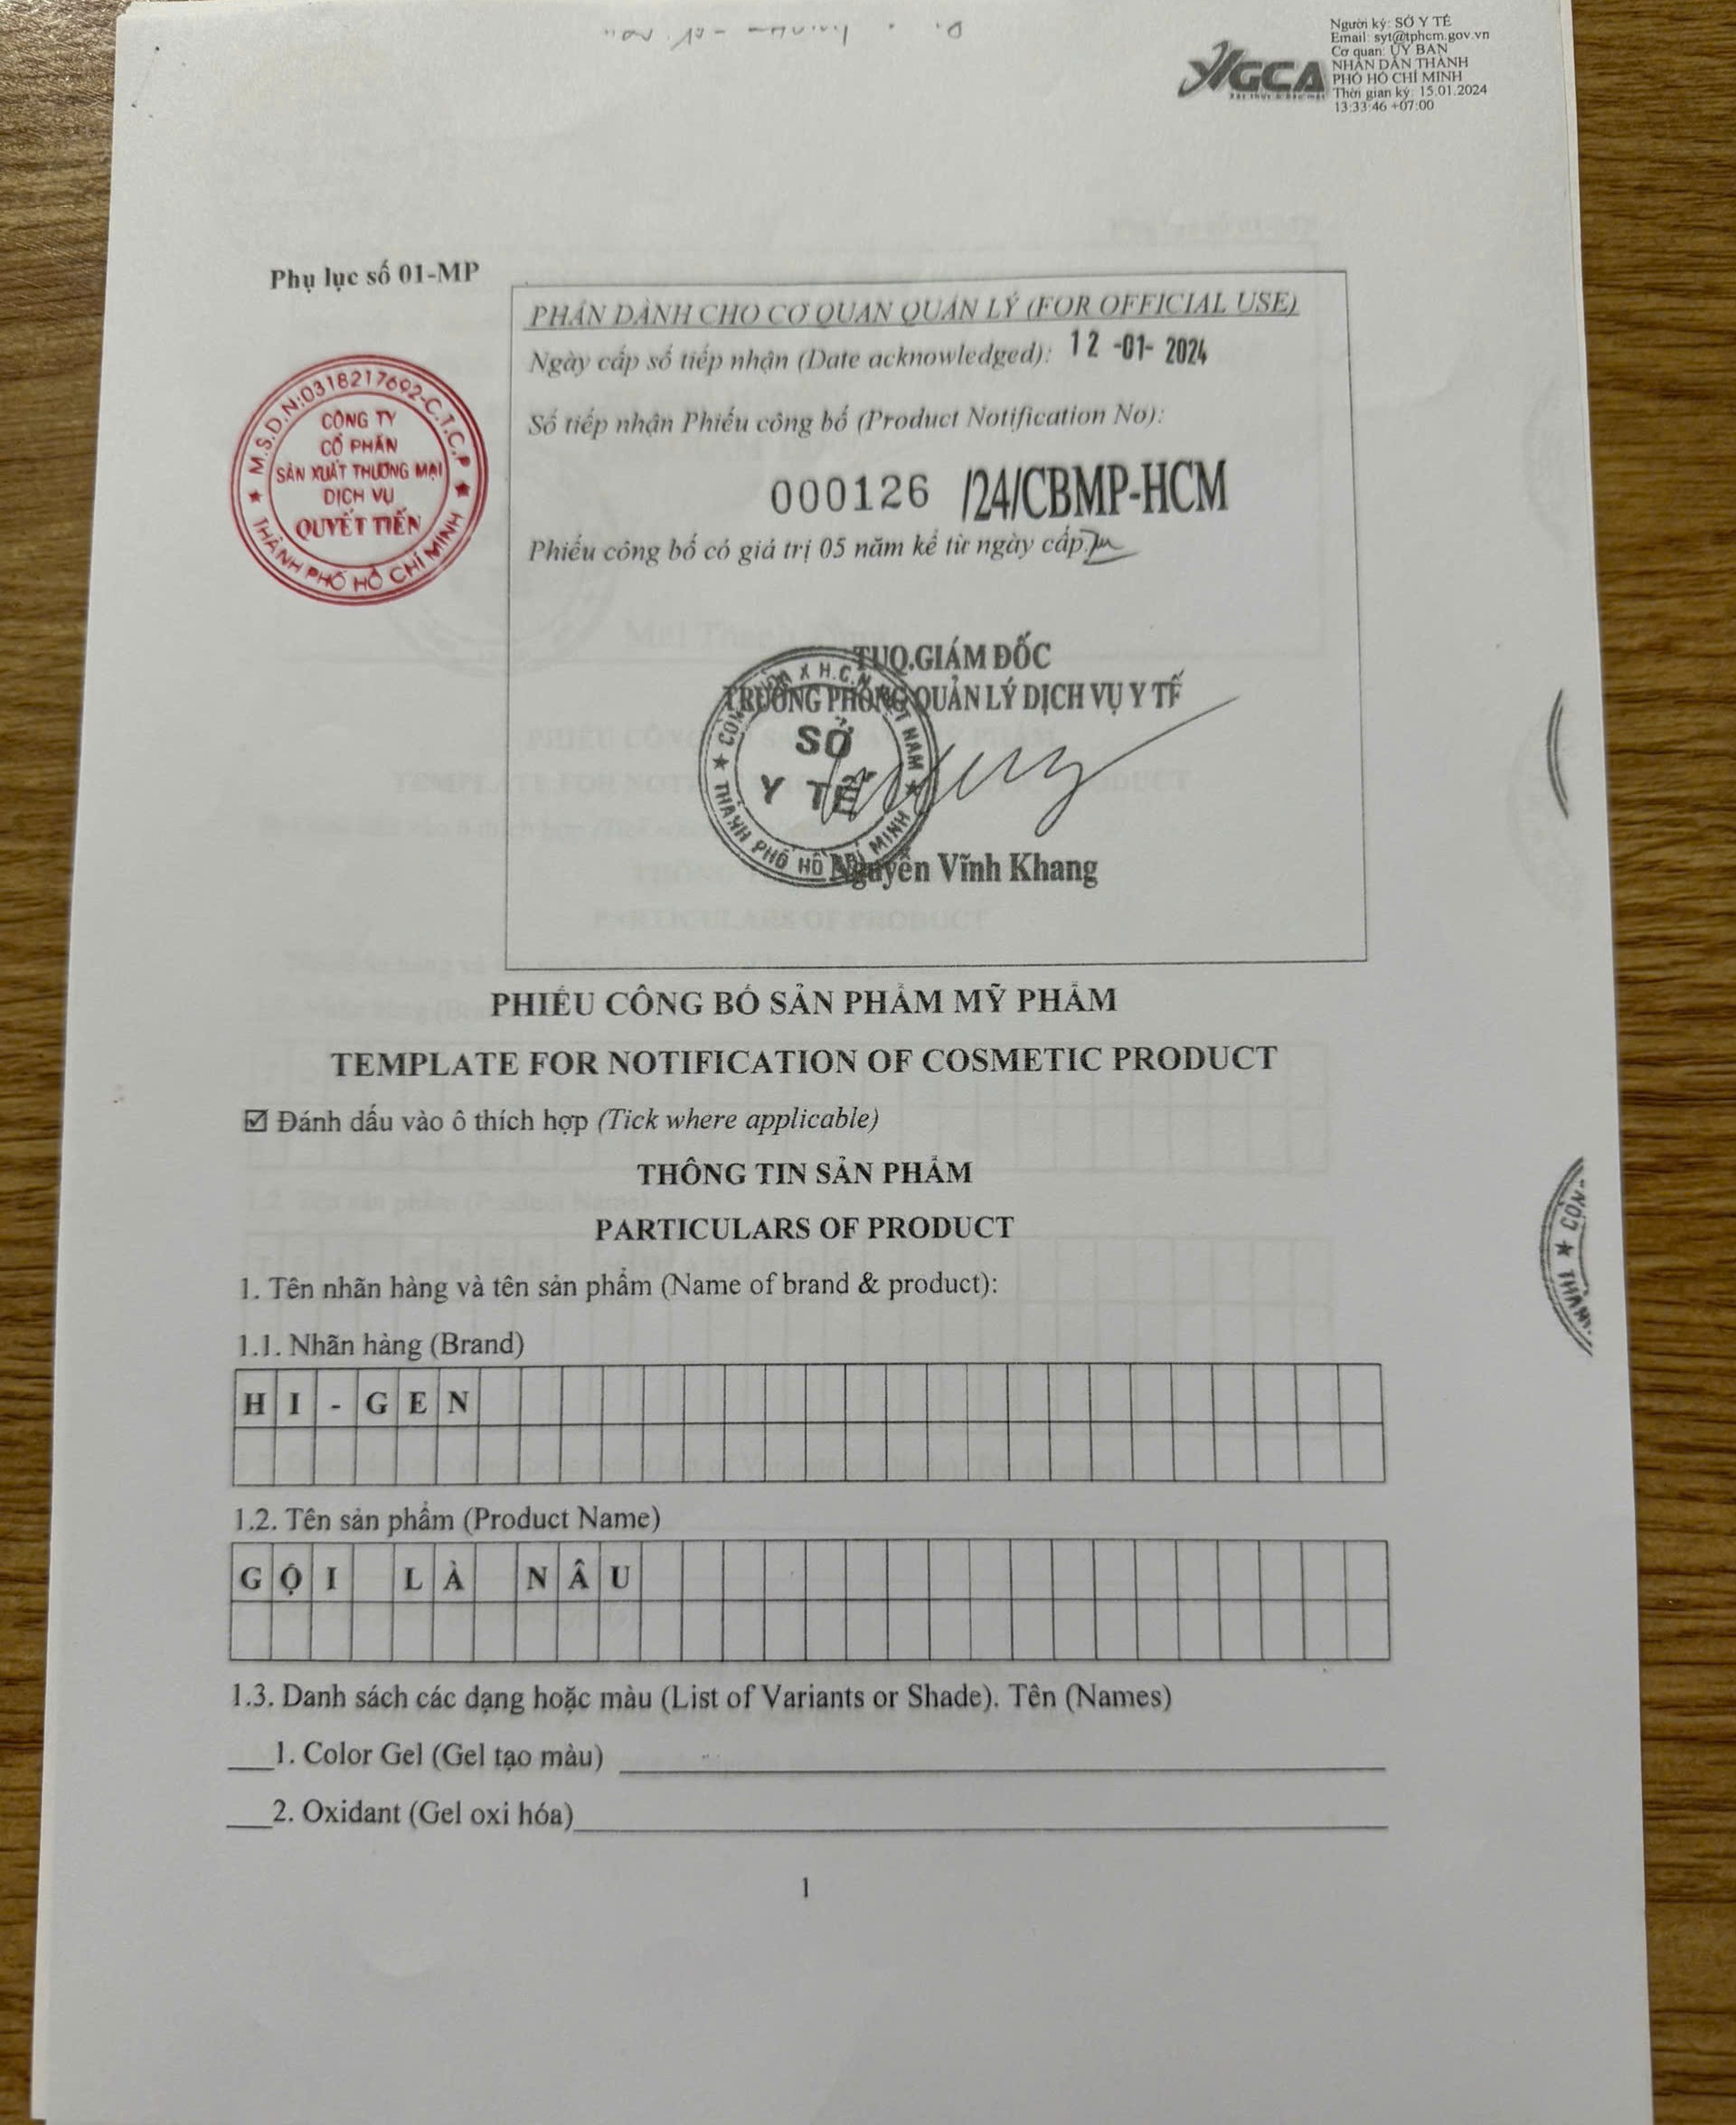 Người ký: SỞ Y TẾ
Email: syt@tphcm.gov.vn
Cơ quan: ỦY BAN
NHÂN DÂN THÀNH
PHỐ HỒ CHÍ MINH
Thời gian ký: 15.01.2024
13:33:46 +07:00
GCA
Phụ lục số 01-MP
PHẦN DÀNH CHO CƠ QUAN QUẢN LÝ (FOR OFFICIAL USE)
Ngày cấp số tiếp nhận (Date acknowledged): 12 -01- 2024
Số tiếp nhận Phiếu công bố (Product Notification No):
000126 /24/CBMP-HCM
Phiếu công bố có giá trị 05 năm kể từ ngày cấp.
M.S.D.N:0318217692-C.T.C.P
CÔNG TY
CỔ PHẦN
SẢN XUẤT THƯƠNG MẠI
DỊCH VỤ
QUYẾT TIẾN
THÀNH PHỐ HỒ CHÍ MINH
TUQ.GIÁM ĐỐC
TRƯỞNG PHÒNG QUẢN LÝ DỊCH VỤ Y TẾ
SỞ
Y TẾ
THÀNH PHỐ HỒ CHÍ MINH
Nguyễn Vĩnh Khang
PHIẾU CÔNG BỐ SẢN PHẨM MỸ PHẨM
TEMPLATE FOR NOTIFICATION OF COSMETIC PRODUCT
☑ Đánh dấu vào ô thích hợp (Tick where applicable)
THÔNG TIN SẢN PHẨM
PARTICULARS OF PRODUCT
1. Tên nhãn hàng và tên sản phẩm (Name of brand & product):
1.1. Nhãn hàng (Brand)
HI-GEN
1.2. Tên sản phẩm (Product Name)
GỘI LÀ NÂU
1.3. Danh sách các dạng hoặc màu (List of Variants or Shade). Tên (Names)
1. Color Gel (Gel tạo màu)
2. Oxidant (Gel oxi hóa)
1